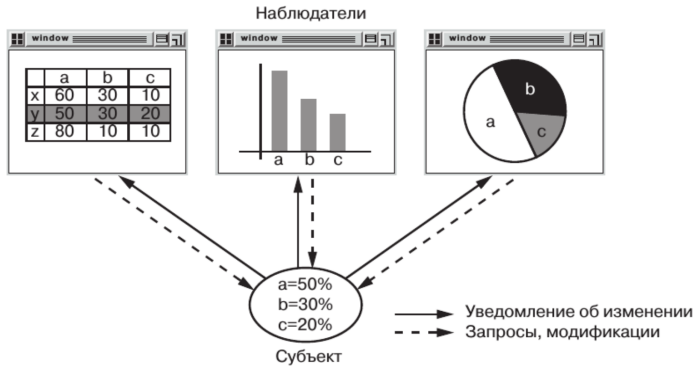 Наблюдатели
window
window
window
a b c
x 60 30 10
y 50 30 20
z 80 10 10
a b c
a
b
c
a=50%
b=30%
c=20%
Субъект
Уведомление об изменении
Запросы, модификации